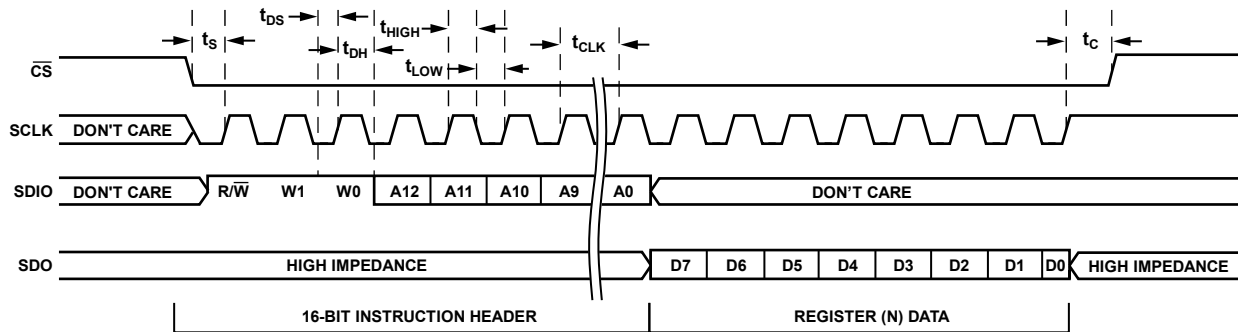 tDS
tHIGH
tCLK
tS
tDH
tC
tLOW
CS
SCLK DON'T CARE
SDIO DON'T CARE R/W W1 W0 A12 A11 A10 A9 A0 DON'T CARE
SDO HIGH IMPEDANCE D7 D6 D5 D4 D3 D2 D1 D0 HIGH IMPEDANCE
16-BIT INSTRUCTION HEADER REGISTER (N) DATA